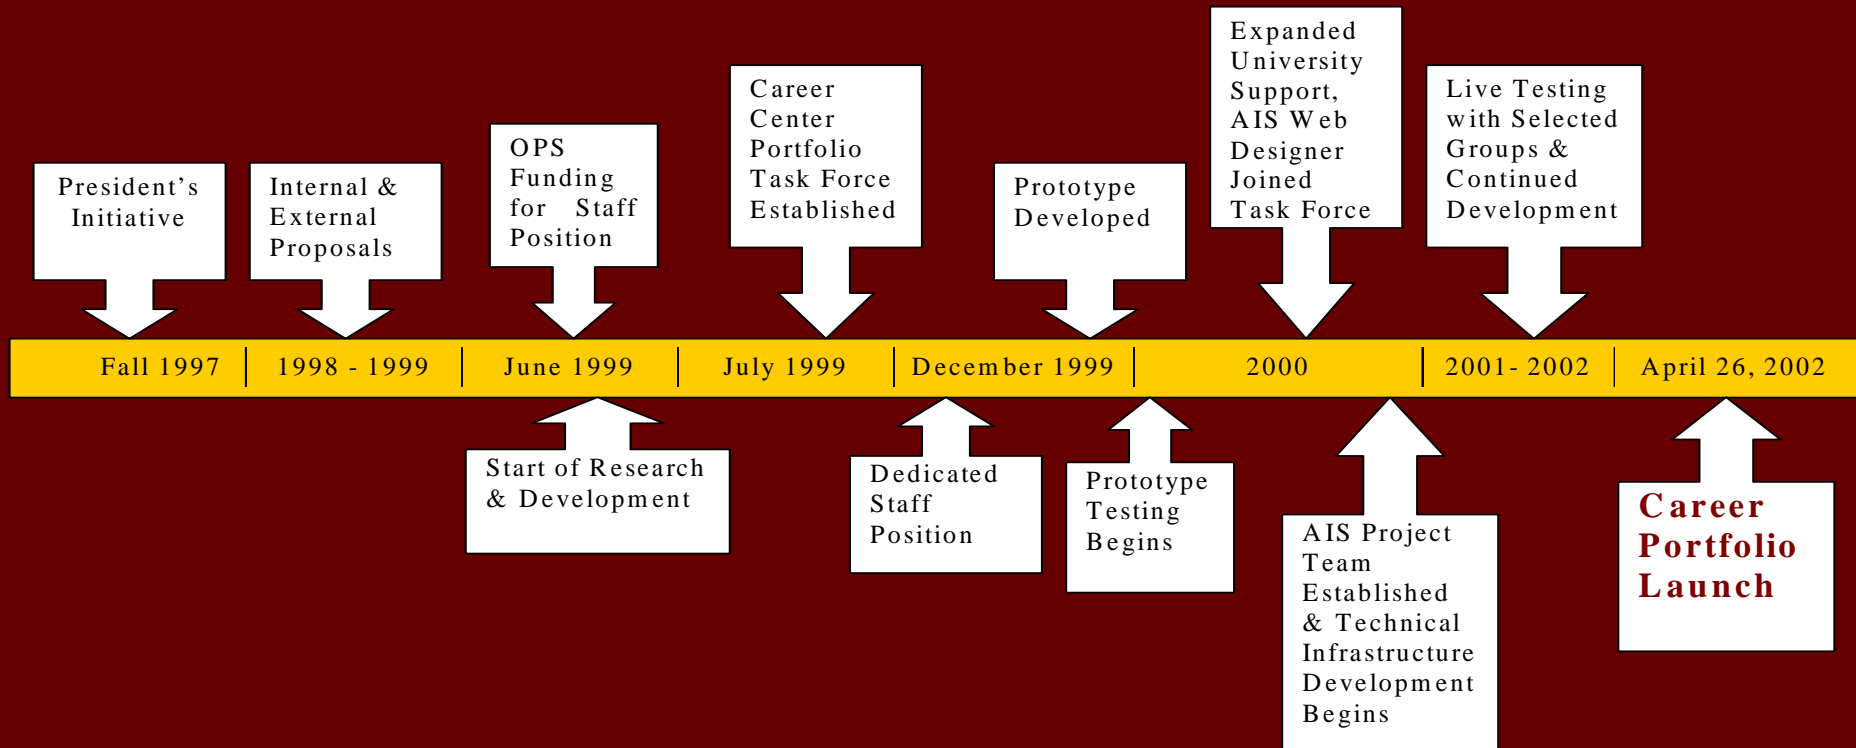 President's
Initiative
Internal &
External
Proposals
OPS
Funding
for Staff
Position
Career
Center
Portfolio
Task Force
Established
Prototype
Developed
Expanded
University
Support,
AIS Web
Designer
Joined
Task Force
Live Testing
with Selected
Groups &
Continued
Development
Fall 1997
1998 - 1999
June 1999
July 1999
December 1999
2000
2001- 2002
April 26, 2002
Start of Research
& Development
Dedicated
Staff
Position
Prototype
Testing
Begins
AIS Project
Team
Established
& Technical
Infrastructure
Development
Begins
Career
Portfolio
Launch